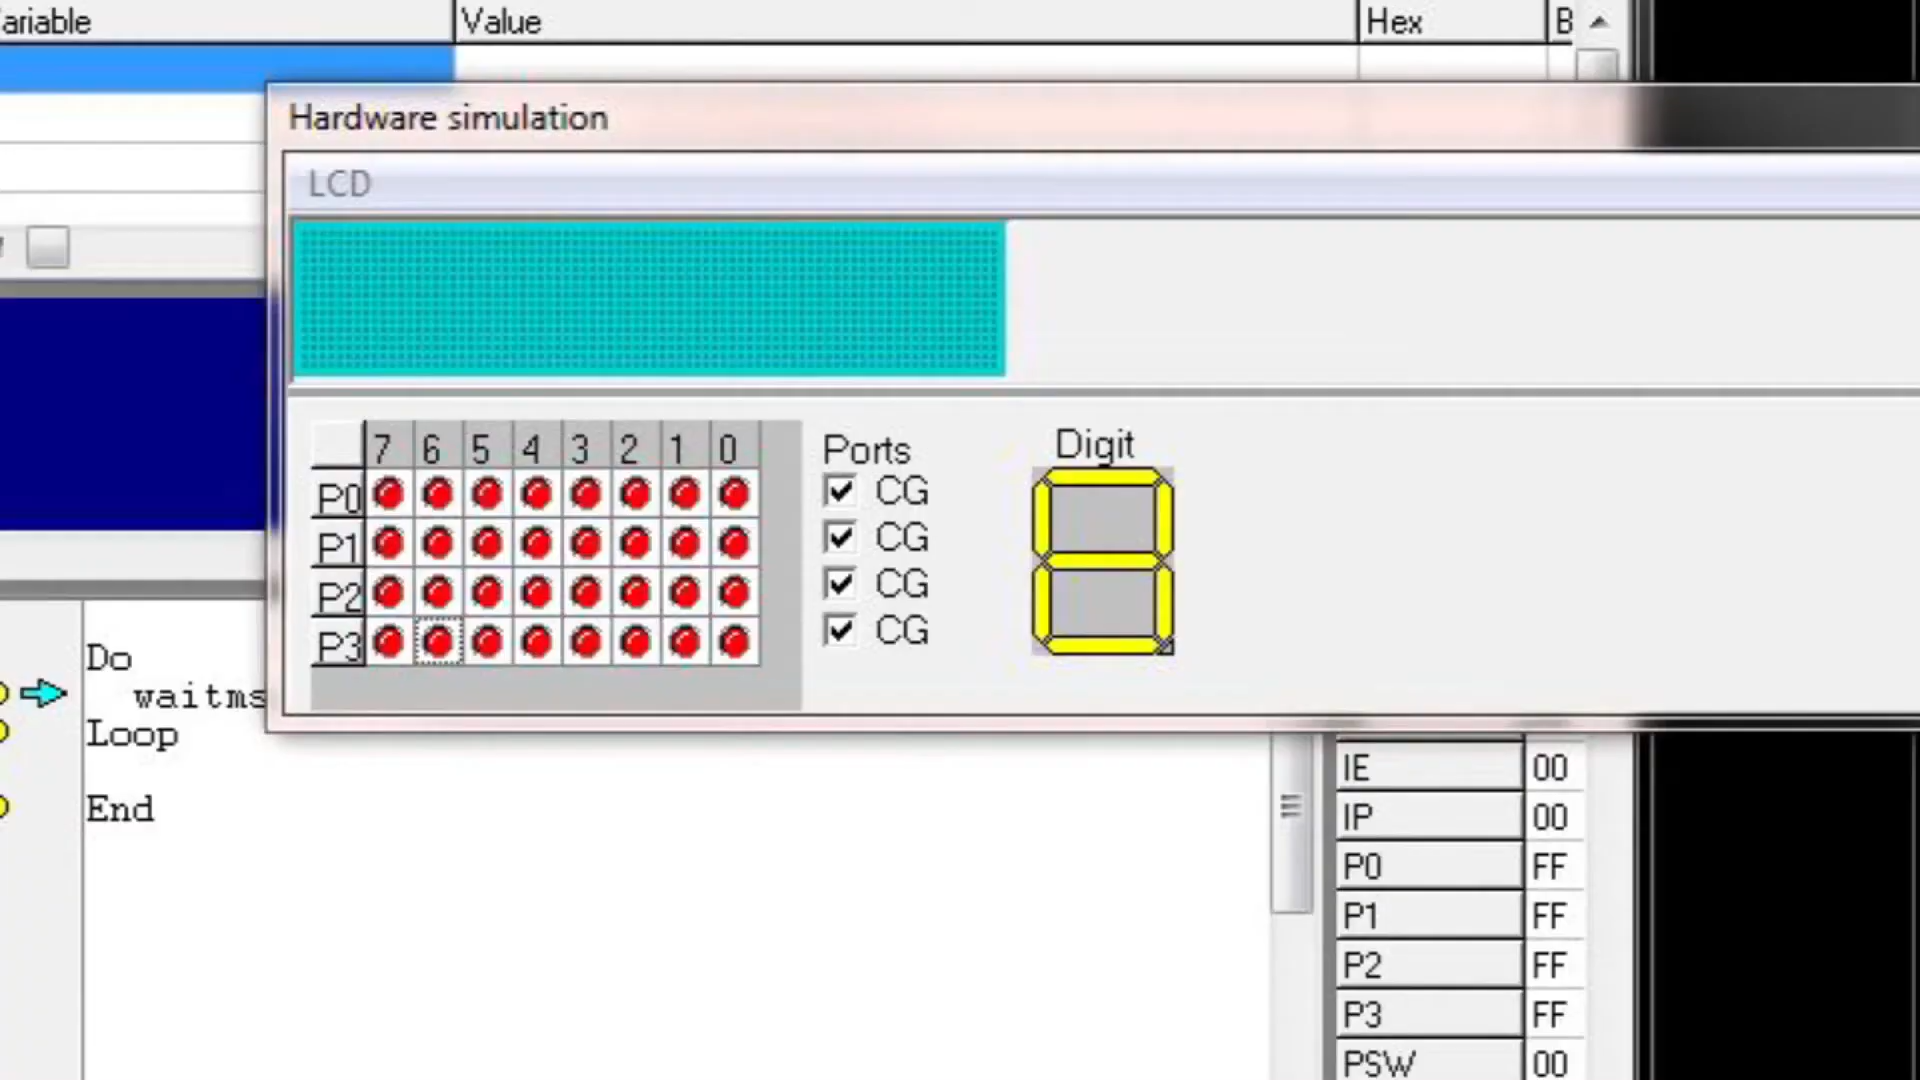 ariable Value Hex B
Hardware simulation
LCD
7 6 5 4 3 2 1 0
P0
P1
P2
P3
Ports
CG
CG
CG
CG
Digit
Do
waitms
Loop
End
IE 00
IP 00
P0 FF
P1 FF
P2 FF
P3 FF
PSW 00